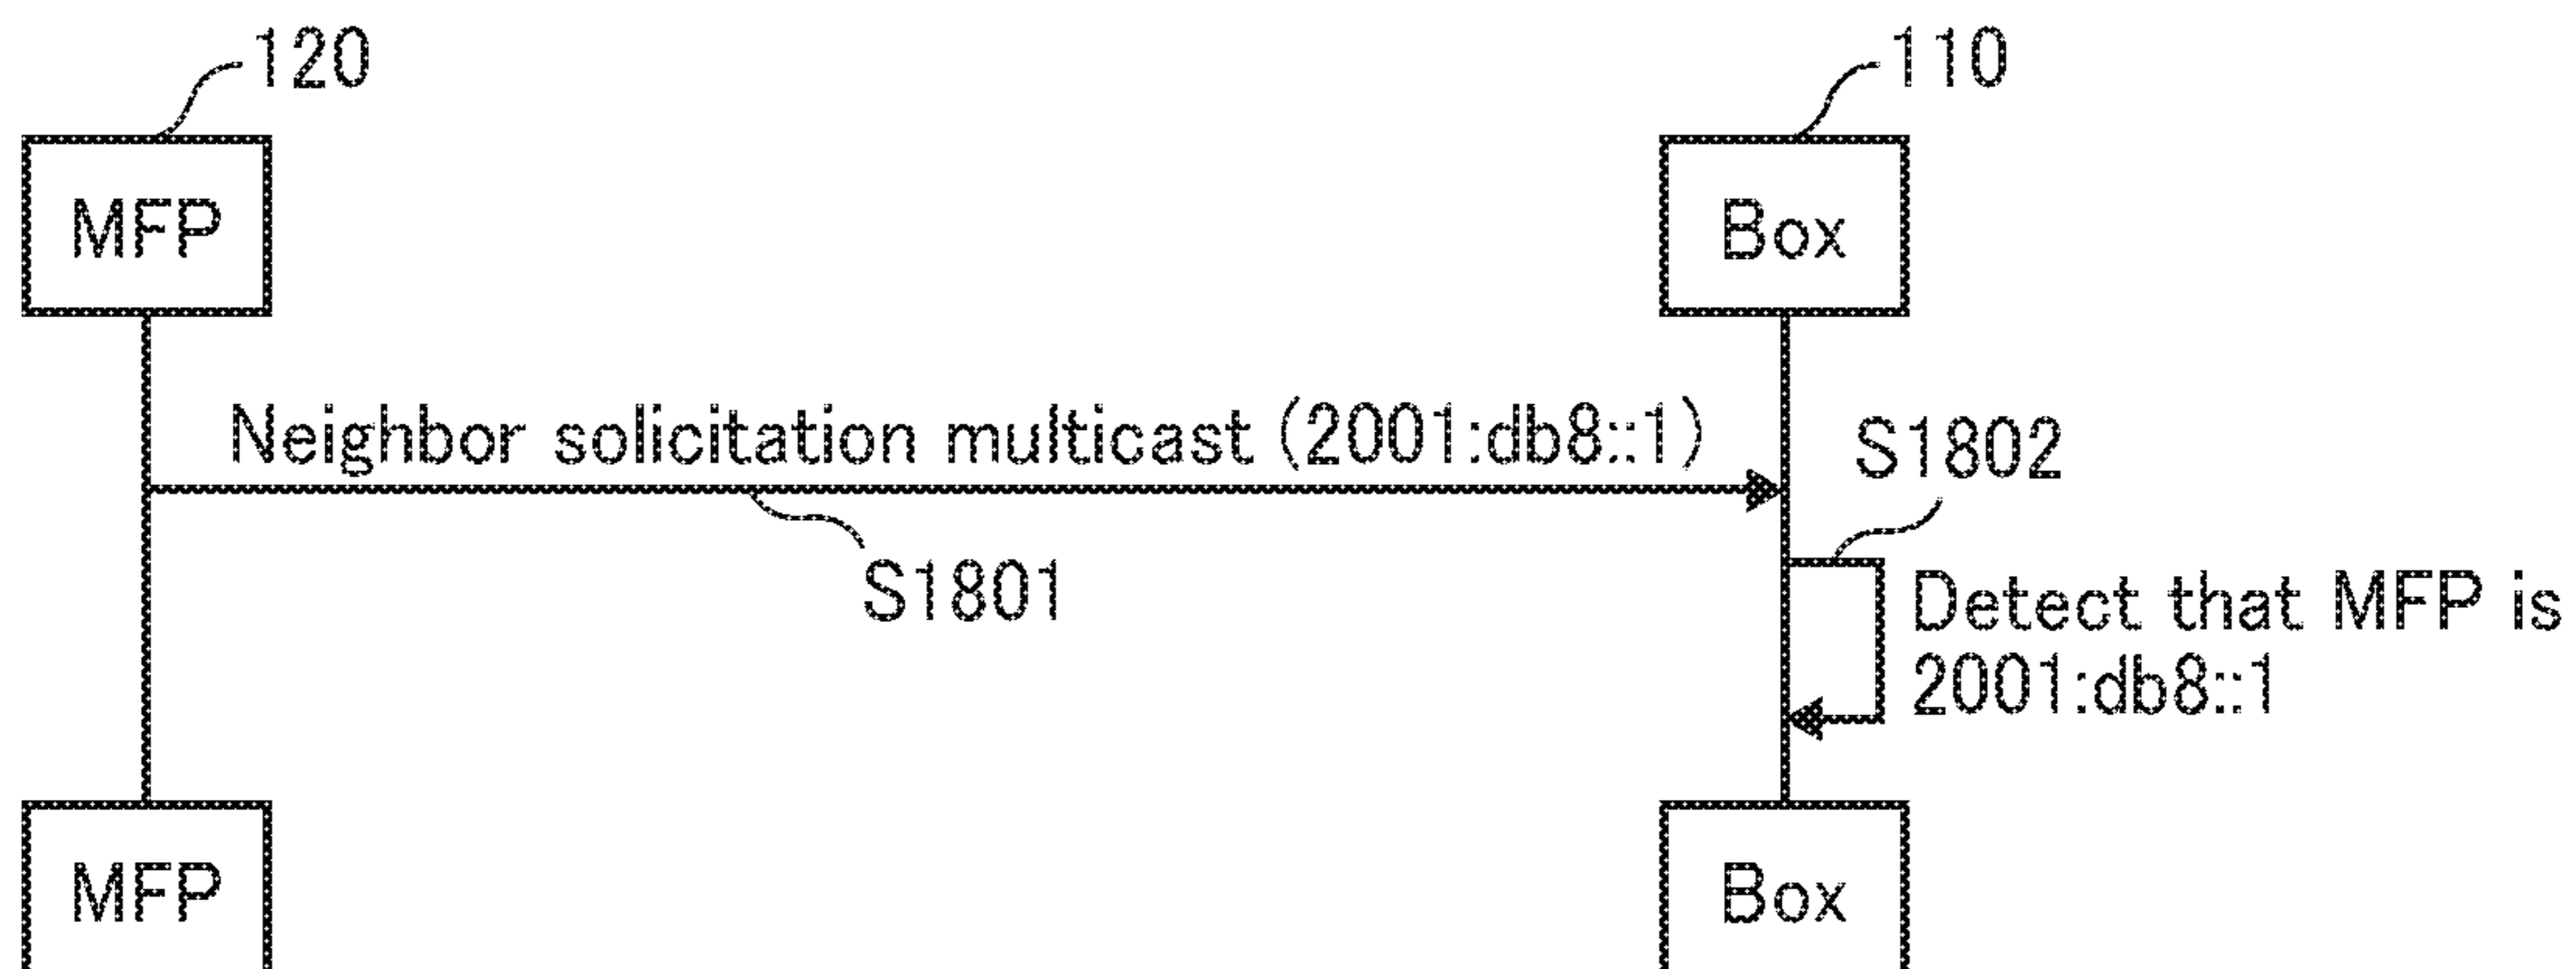 120
110
MFP
Box
Neighbor solicitation multicast (2001:db8::1)
S1802
S1801
Detect that MFP is
2001:db8::1
MFP
Box